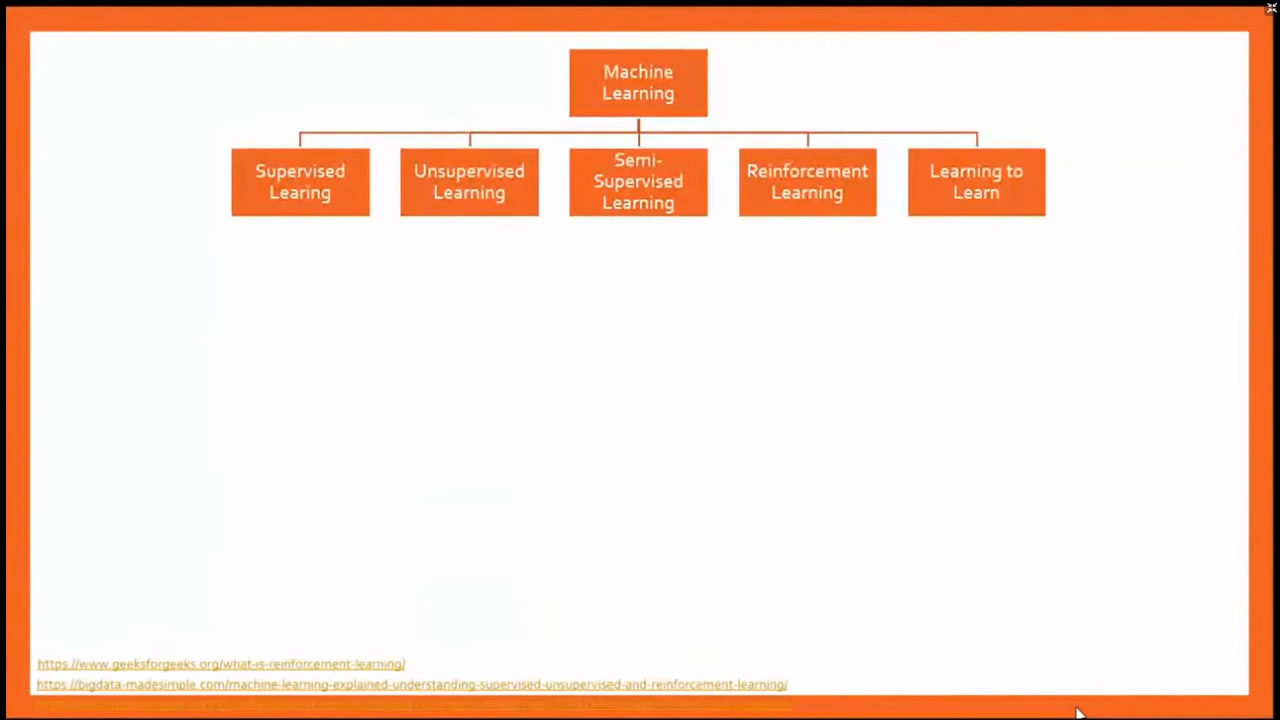 Machine
Learning
Supervised
Learing
Unsupervised
Learning
Semi-
Supervised
Learning
Reinforcement
Learning
Learning to
Learn
https://www.geeksforgeeks.org/what-is-reinforcement-learning/
https://bigdata-madesimple.com/machine-learning-explained-understanding-supervised-unsupervised-and-reinforcement-learning/